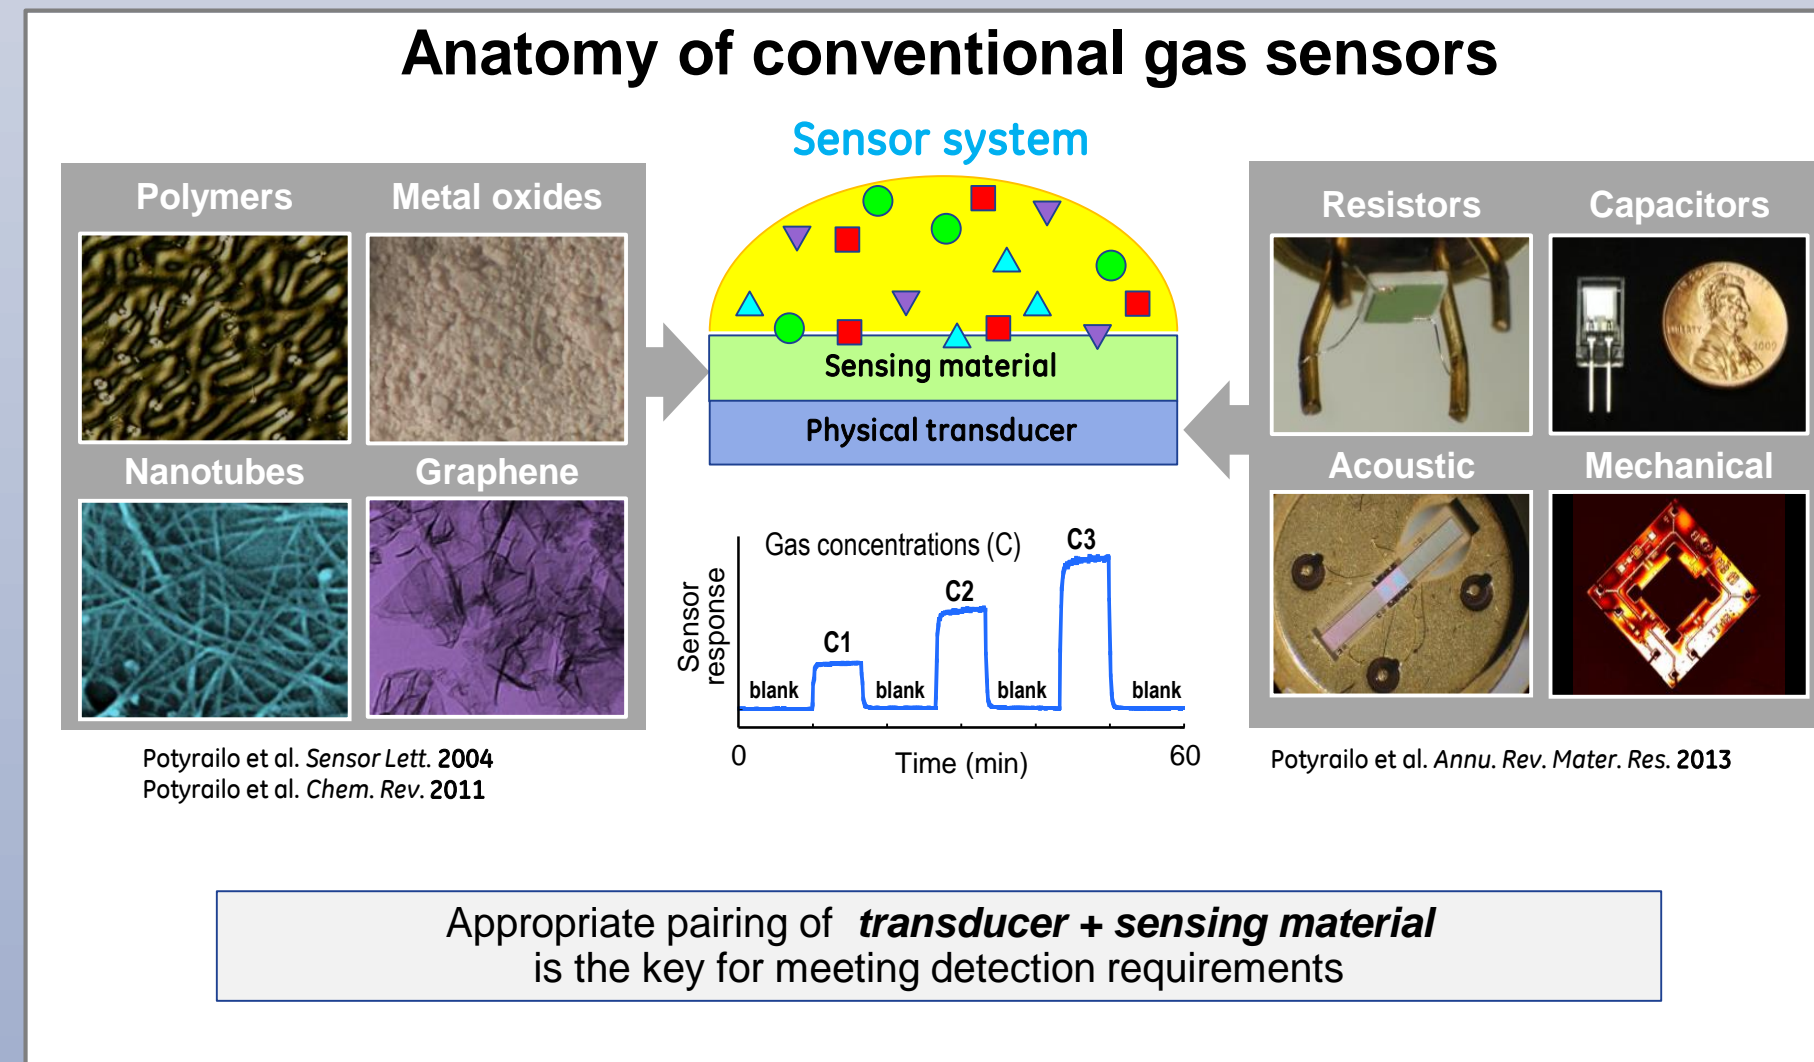 Anatomy of conventional gas sensors
Sensor system
Polymers
Metal oxides
Nanotubes
Graphene
Potyrailo et al. Sensor Lett. 2004
Potyrailo et al. Chem. Rev. 2011
Sensing material
Physical transducer
Gas concentrations (C)
Sensor
response
C1
C2
C3
blank
blank
blank
blank
0
Time (min)
60
Resistors
Capacitors
LIBERTY
2009
Acoustic
Mechanical
Potyrailo et al. Annu. Rev. Mater. Res. 2013
Appropriate pairing of transducer + sensing material
is the key for meeting detection requirements